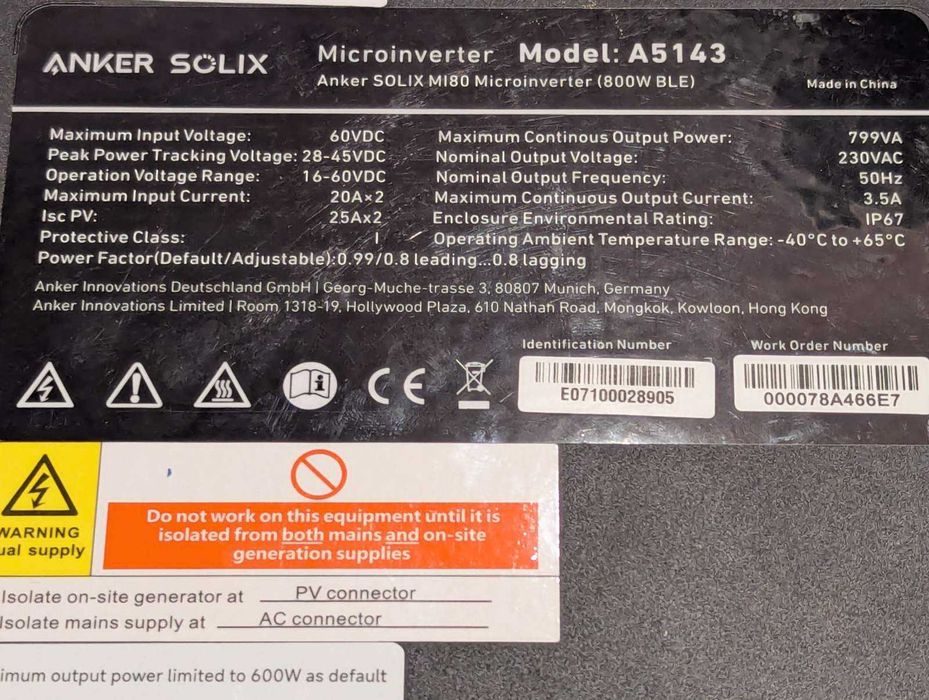 ANKER SOLIX Microinverter Model: A5143
Anker SOLIX MI80 Microinverter (800W BLE) Made in China
Maximum Input Voltage: 60VDC
Peak Power Tracking Voltage: 28-45VDC
Operation Voltage Range: 16-60VDC
Maximum Input Current: 20A×2
Isc PV: 25A×2
Protective Class: I
Maximum Continous Output Power: 799VA
Nominal Output Voltage: 230VAC
Nominal Output Frequency: 50Hz
Maximum Continuous Output Current: 3.5A
Enclosure Environmental Rating: IP67
Operating Ambient Temperature Range: -40°C to +65°C
Power Factor(Default/Adjustable):0.99/0.8 leading...0.8 lagging
Anker Innovations Deutschland GmbH | Georg-Muche-trasse 3, 80807 Munich, Germany
Anker Innovations Limited | Room 1318-19, Hollywood Plaza, 610 Nathan Road, Mongkok, Kowloon, Hong Kong
Identification Number
E07100028905
Work Order Number
000078A466E7
CE
WARNING
ual supply
Do not work on this equipment until it is
isolated from both mains and on-site
generation supplies
Isolate on-site generator at PV connector
Isolate mains supply at AC connector
imum output power limited to 600W as default